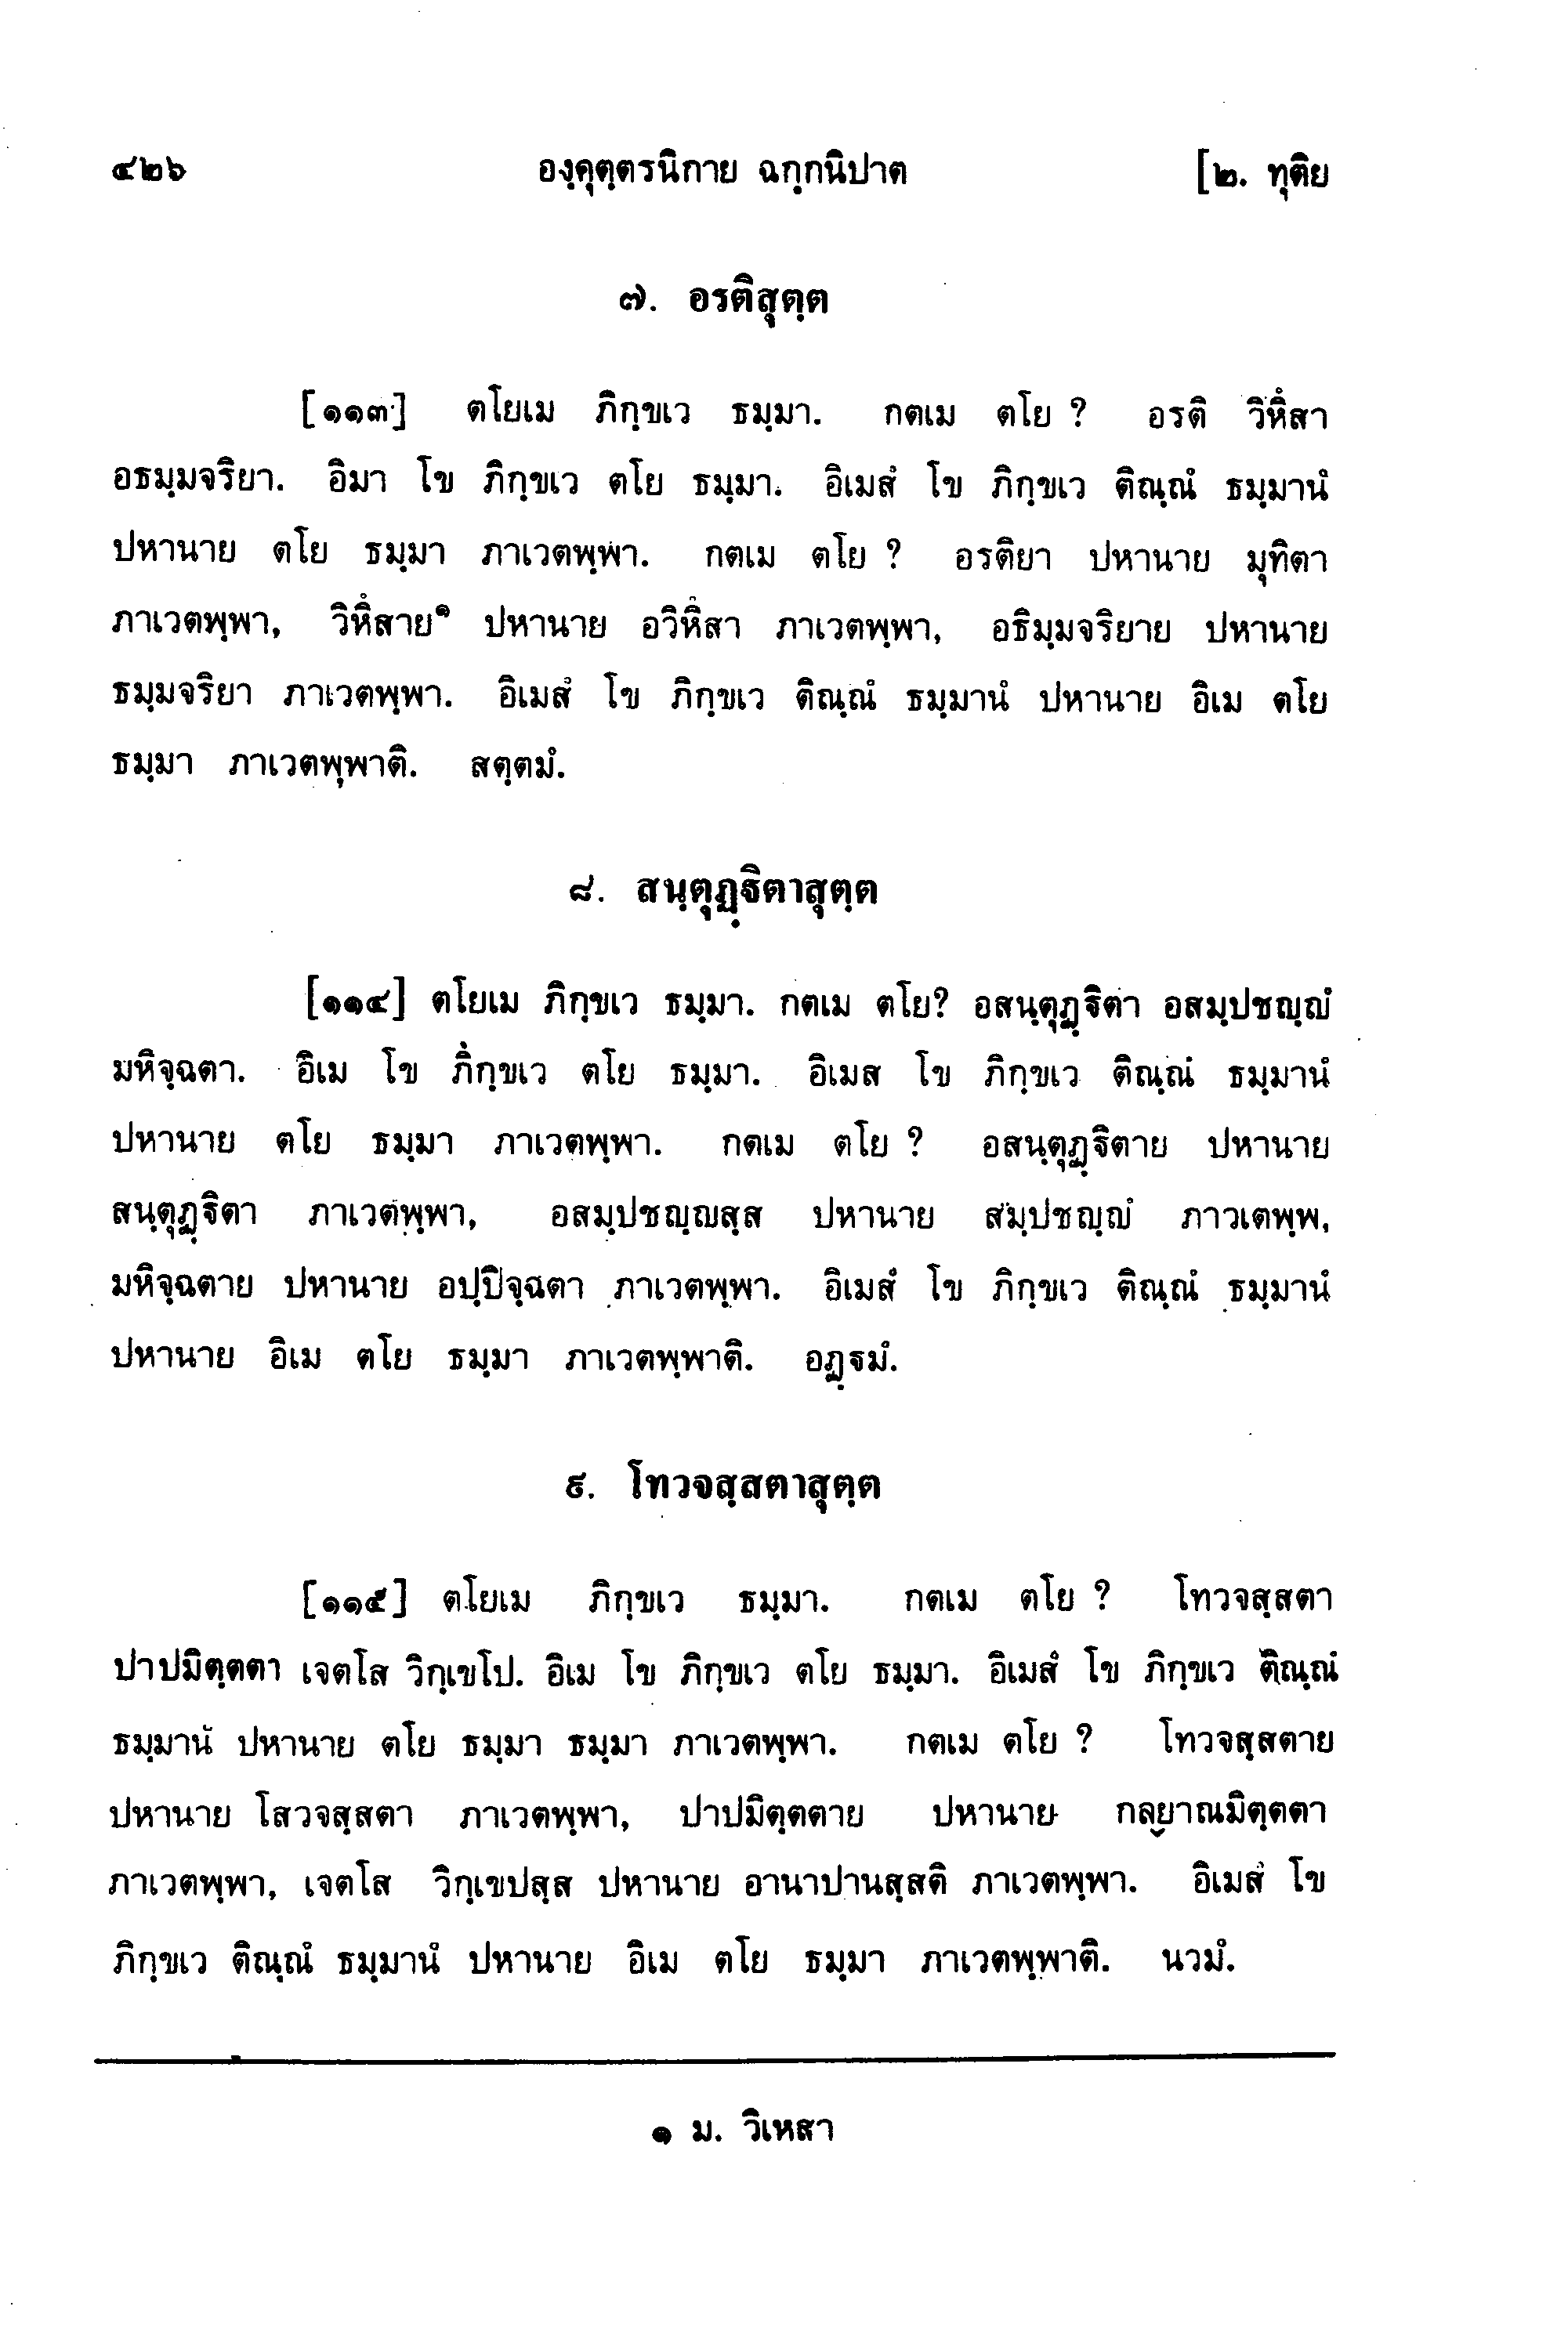 ๔๒๖ องฺคุตฺตรนิกาย ฉกฺกนิปาต [๒. ทุติย
๗. อรติสุตฺต
[๑๑๓] ตโยเม ภิกฺขเว ธมฺมา. กตเม ตโย ? อรติ วิหึสา
อธมฺมจริยา. อิมา โข ภิกฺขเว ตโย ธมฺมา. อิเมสํ โข ภิกฺขเว ติณฺณํ ธมฺมานํ
ปหานาย ตโย ธมฺมา ภาเวตพฺพา. กตเม ตโย ? อรติยา ปหานาย มุทิตา
ภาเวตพฺพา, วิหึสาย๑ ปหานาย อวิหึสา ภาเวตพฺพา, อธิมฺมจริยาย ปหานาย
ธมฺมจริยา ภาเวตพฺพา. อิเมสํ โข ภิกฺขเว ติณฺณํ ธมฺมานํ ปหานาย อิเม ตโย
ธมฺมา ภาเวตพุพาติ. สตฺตมํ.
๘. สนฺตุฏฺฐิตาสุตฺต
[๑๑๔] ตโยเม ภิกฺขเว ธมฺมา. กตเม ตโย? อสนฺตุฏฺฐิตา อสมฺปชญฺญํ
มหิจฺฉตา. อิเม โข ภิกฺขเว ตโย ธมฺมา. อิเมส โข ภิกฺขเว ติณฺณํ ธมฺมานํ
ปหานาย ตโย ธมฺมา ภาเวตพฺพา. กตเม ตโย ? อสนฺตุฏฺฐิตาย ปหานาย
สนฺตุฏฺฐิตา ภาเวตพฺพา, อสมฺปชญฺญสฺส ปหานาย สมฺปชญฺญํ ภาวเตพฺพ,
มหิจฺฉตาย ปหานาย อปฺปิจฺฉตา ภาเวตพฺพา. อิเมสํ โข ภิกฺขเว ติณฺณํ ธมฺมานํ
ปหานาย อิเม ตโย ธมฺมา ภาเวตพฺพาติ. อฏฺฐมํ.
๙. โทวจสฺสตาสุตฺต
[๑๑๕] ตโยเม ภิกฺขเว ธมฺมา. กตเม ตโย ? โทวจสฺสตา
ปาปมิตฺตตา เจตโส วิกฺเขโป. อิเม โข ภิกฺขเว ตโย ธมฺมา. อิเมสํ โข ภิกฺขเว ติณฺณํ
ธมฺมานํ ปหานาย ตโย ธมฺมา ธมฺมา ภาเวตพฺพา. กตเม ตโย ? โทวจสฺสตาย
ปหานาย โสวจสฺสตา ภาเวตพฺพา, ปาปมิตฺตตาย ปหานาย กลฺยาณมิตฺตตา
ภาเวตพฺพา, เจตโส วิกฺเขปสฺส ปหานาย อานาปานสฺสติ ภาเวตพฺพา. อิเมสํ โข
ภิกฺขเว ติณฺณํ ธมฺมานํ ปหานาย อิเม ตโย ธมฺมา ภาเวตพฺพาติ. นวมํ.
๑ ม. วิเหสา